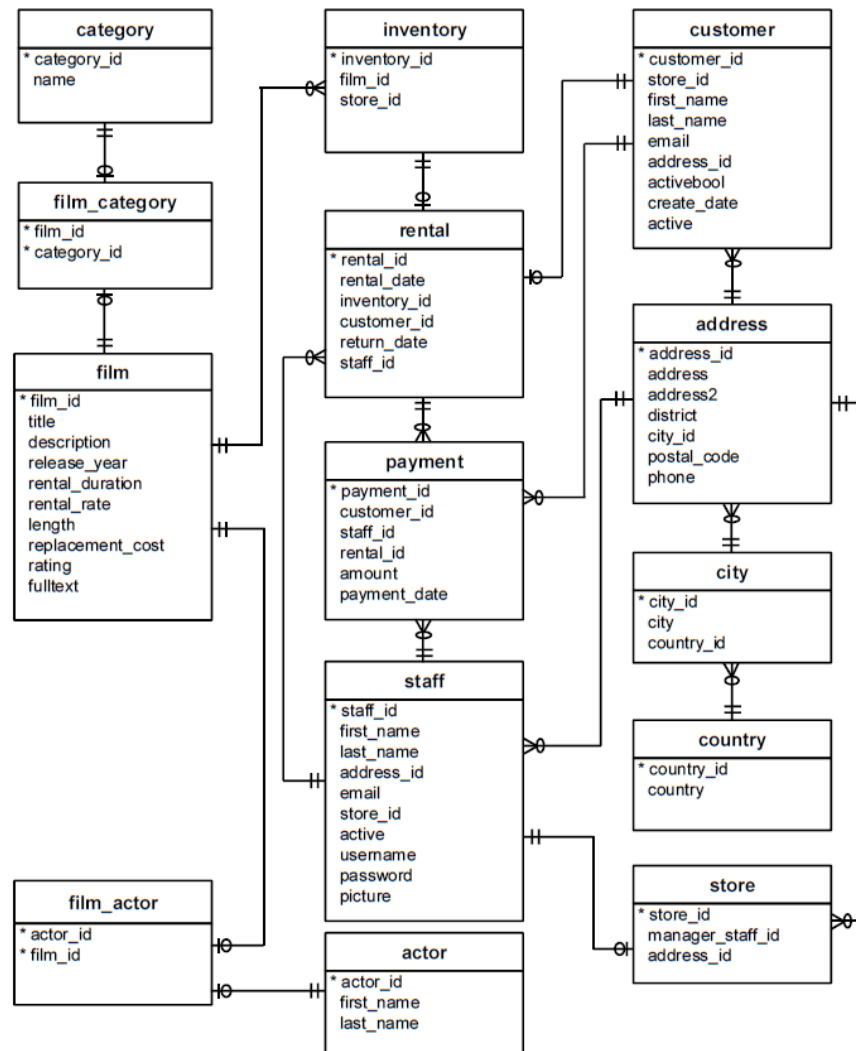 category
* category_id
name
film_category
* film_id
* category_id
film
* film_id
title
description
release_year
rental_duration
rental_rate
length
replacement_cost
rating
fulltext
film_actor
* actor_id
* film_id
inventory
* inventory_id
film_id
store_id
rental
* rental_id
rental_date
inventory_id
customer_id
return_date
staff_id
payment
* payment_id
customer_id
staff_id
rental_id
amount
payment_date
staff
* staff_id
first_name
last_name
address_id
email
store_id
active
username
password
picture
actor
* actor_id
first_name
last_name
customer
* customer_id
store_id
first_name
last_name
email
address_id
activebool
create_date
active
address
* address_id
address
address2
district
city_id
postal_code
phone
city
* city_id
city
country_id
country
* country_id
country
store
* store_id
manager_staff_id
address_id